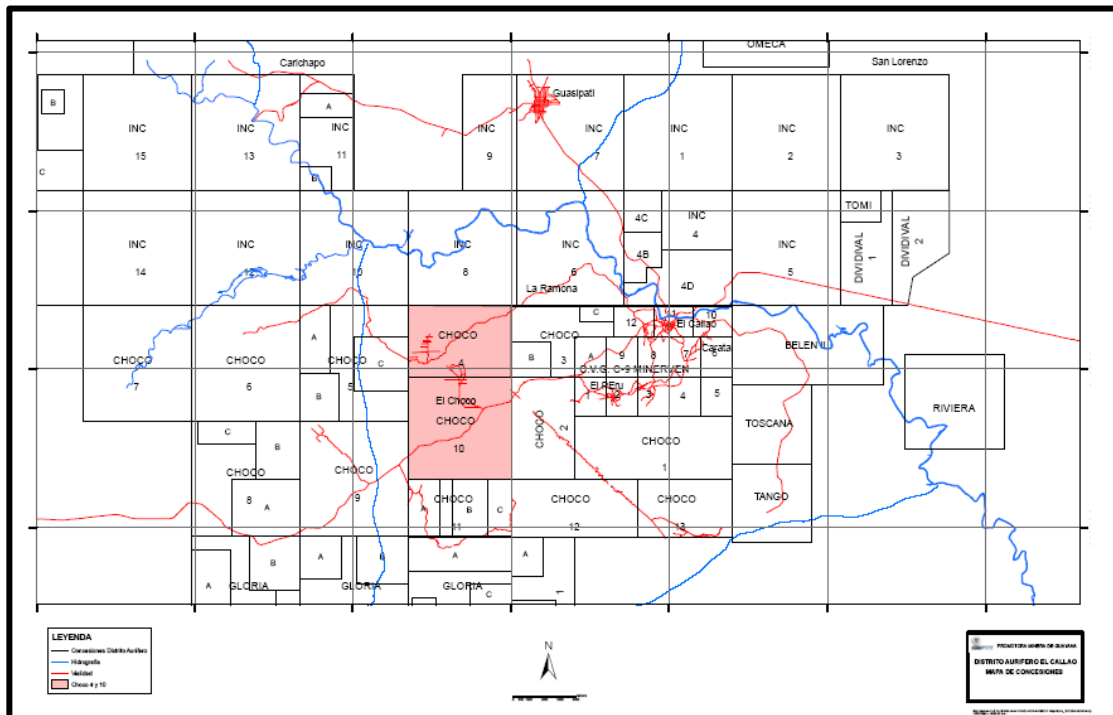 OMECA
Carichapo
San Lorenzo
B
Guasipati
A
INC
15
INC
13
INC
11
INC
9
INC
7
INC
1
INC
2
INC
3
C
B
4C
INC
4
TOMI
DIVIDIVAL
1
DIVIDIVAL
2
INC
14
INC
12
INC
10
INC
8
INC
6
4B
INC
5
La Ramona
4D
C
12
11
10
El Callao
A
CHOCO
4
CHOCO
3
B
A
9
8
7
6
Carata
BELEN II
CHOCO
7
CHOCO
6
CHOCO
5
C
C.V.G. C-9 MINERVEN
El PEru
1
2
3
4
5
B
El Choco
CHOCO
10
CHOCO
2
CHOCO
1
TOSCANA
RIVIERA
C
B
CHOCO
8
A
CHOCO
9
CHOCO
11
A
B
C
CHOCO
12
CHOCO
13
TANGO
A
B
GLORIA
A
B
GLORIA
A
GLORIA
C
A
1
LEYENDA
Concesiones Distrito Aurífero
Hidrografia
Vialidad
Choco 4 y 10
N
PROMOTORA MINERA DE GUAYANA
DISTRITO AURIFERO EL CALLAO
MAPA DE CONCESIONES